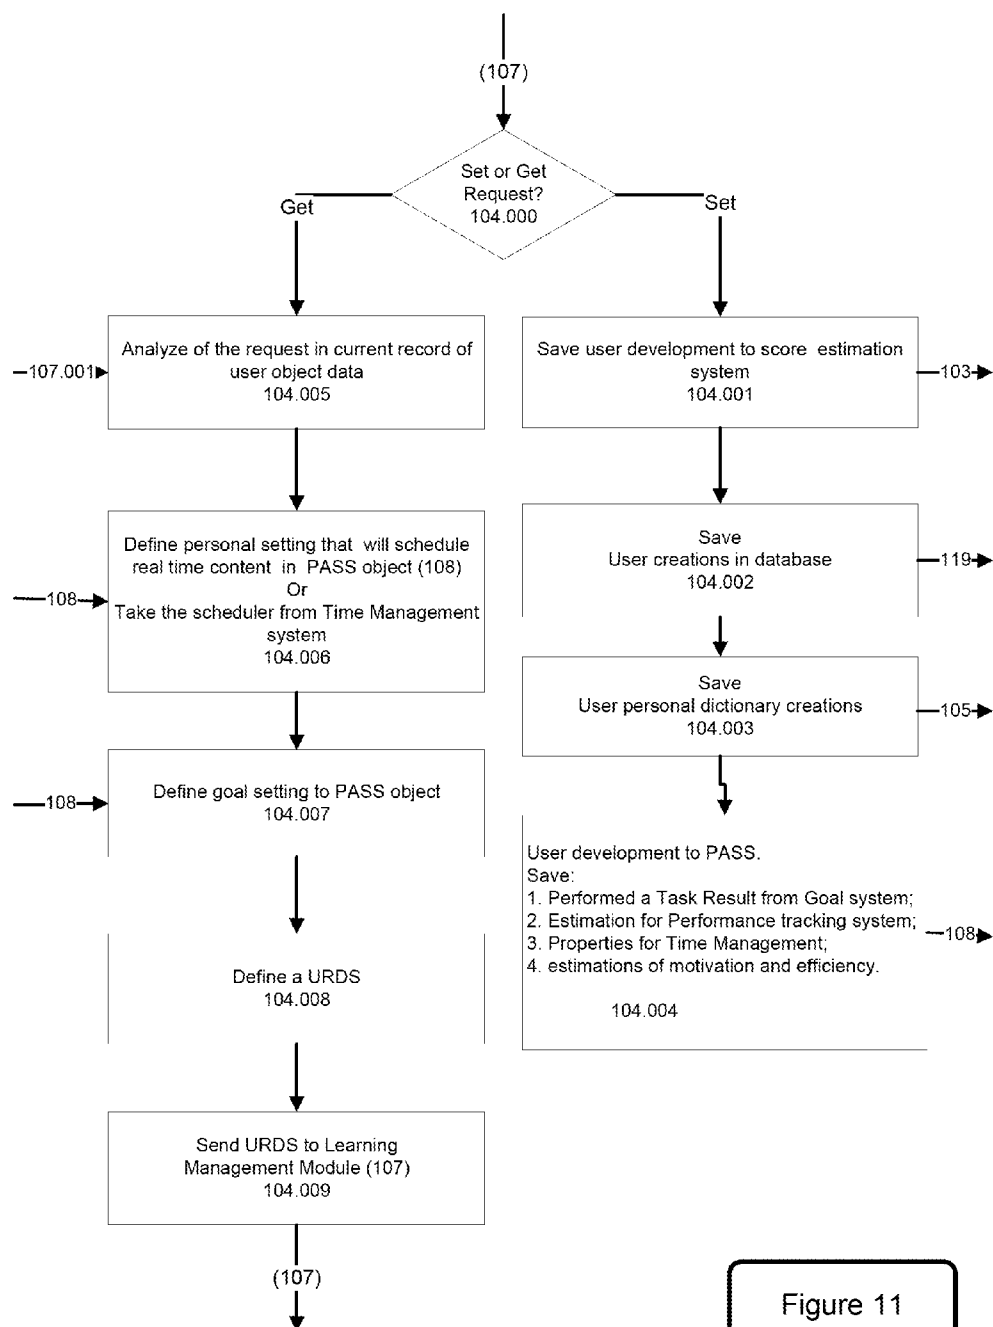 (107)
Set or Get
Request?
104.000
Get
Set
107.001
Analyze of the request in current record of
user object data
104.005
Save user development to score estimation
system
104.001
103
108
Define personal setting that will schedule
real time content in PASS object (108)
Or
Take the scheduler from Time Management
system
104.006
Save
User creations in database
104.002
119
Save
User personal dictionary creations
104.003
105
108
Define goal setting to PASS object
104.007
User development to PASS.
Save:
1. Performed a Task Result from Goal system;
2. Estimation for Performance tracking system;
3. Properties for Time Management;
4. estimations of motivation and efficiency.
104.004
108
Define a URDS
104.008
Send URDS to Learning
Management Module (107)
104.009
(107)
Figure 11